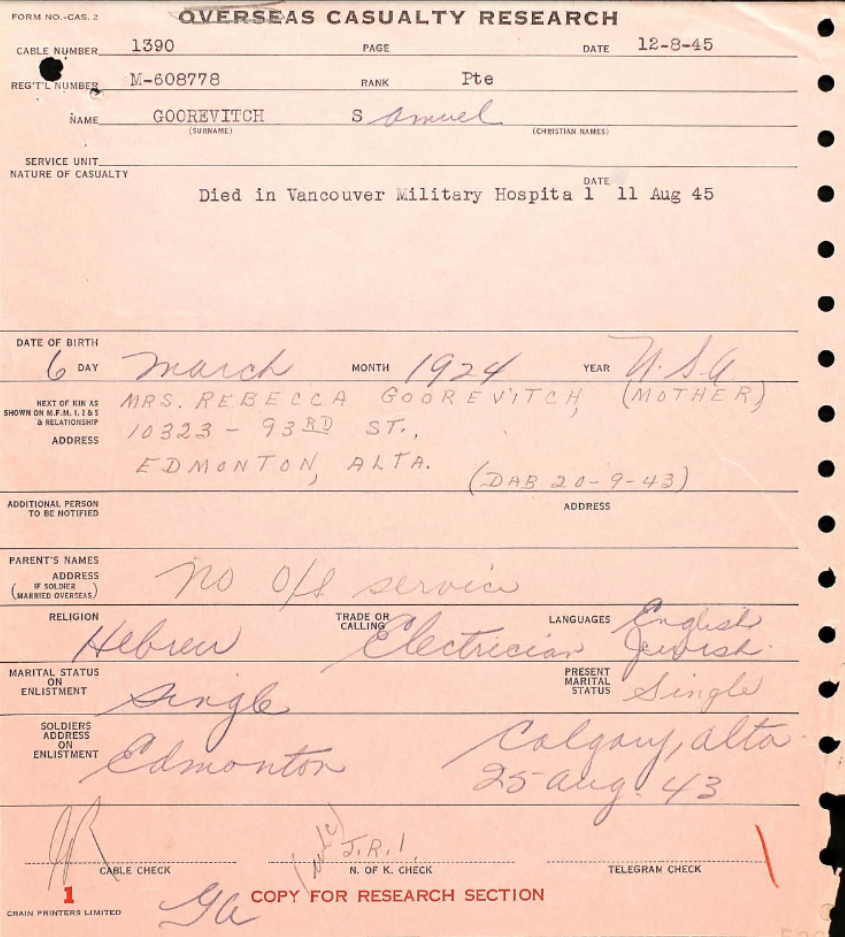 FORM NO.-CAS. 2 OVERSEAS CASUALTY RESEARCH
CABLE NUMBER 1390 PAGE DATE 12-8-45
REG'T'L NUMBER M-608778 RANK Pte
NAME GOOREVITCH S amuel
(SURNAME) (CHRISTIAN NAMES)
SERVICE UNIT
NATURE OF CASUALTY DATE
Died in Vancouver Military Hospita l 11 Aug 45
DATE OF BIRTH
6 DAY March MONTH 1924 YEAR U.S.A.
NEXT OF KIN AS
SHOWN ON M.F.M. 1, 2 & 5
& RELATIONSHIP
ADDRESS
MRS. REBECCA GOOREVITCH, (MOTHER)
10323 - 93RD ST.,
EDMONTON, ALTA.
(DAB 20-9-43)
ADDITIONAL PERSON
TO BE NOTIFIED
ADDRESS
PARENT'S NAMES
ADDRESS
( IF SOLDIER
MARRIED OVERSEAS )
No O/S service
RELIGION Hebrew
TRADE OR
CALLING Electrician
LANGUAGES English
Jewish.
MARITAL STATUS
ON
ENLISTMENT
Single
PRESENT
MARITAL
STATUS
Single
SOLDIERS
ADDRESS
ON
ENLISTMENT
Edmonton
Calgary, Alta.
25 Aug. 43
J.R.1.
CABLE CHECK N. OF K. CHECK TELEGRAM CHECK
1 COPY FOR RESEARCH SECTION
CRAIN PRINTERS LIMITED